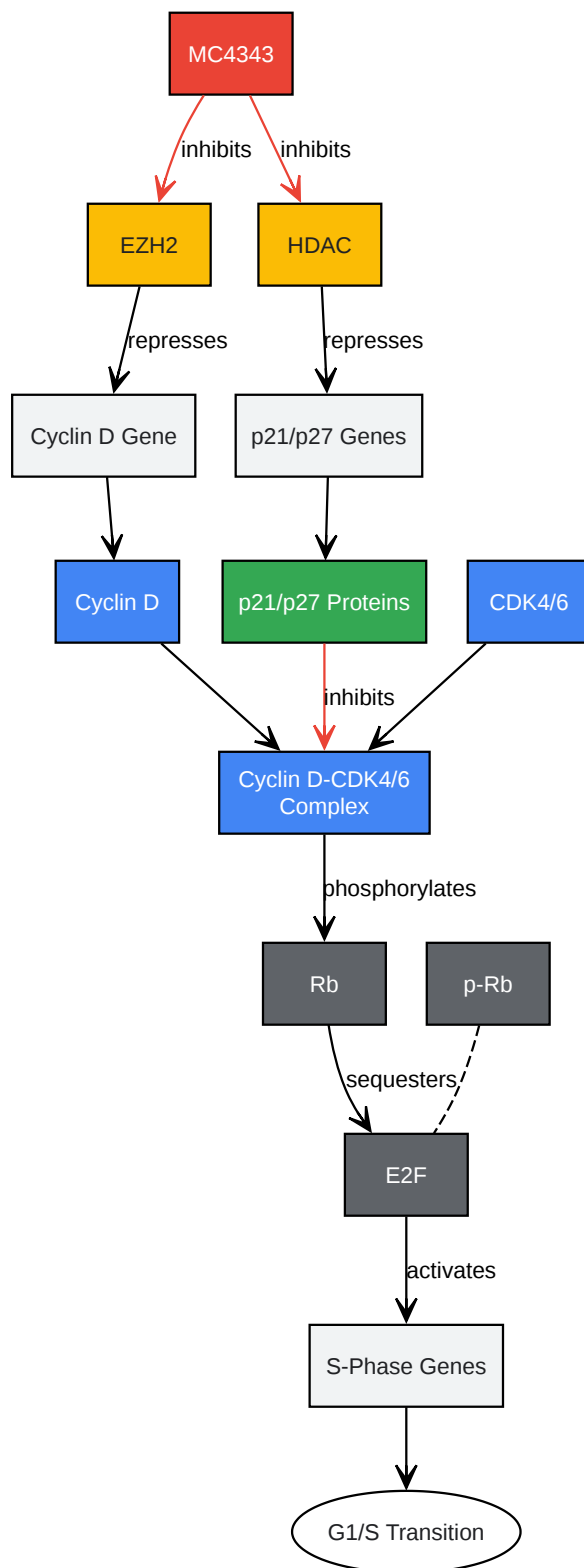 MC4343
inhibits
inhibits
EZH2
HDAC
represses
represses
Cyclin D Gene
p21/p27 Genes
Cyclin D
p21/p27 Proteins
CDK4/6
inhibits
Cyclin D-CDK4/6
Complex
phosphorylates
Rb
p-Rb
sequesters
E2F
activates
S-Phase Genes
G1/S Transition